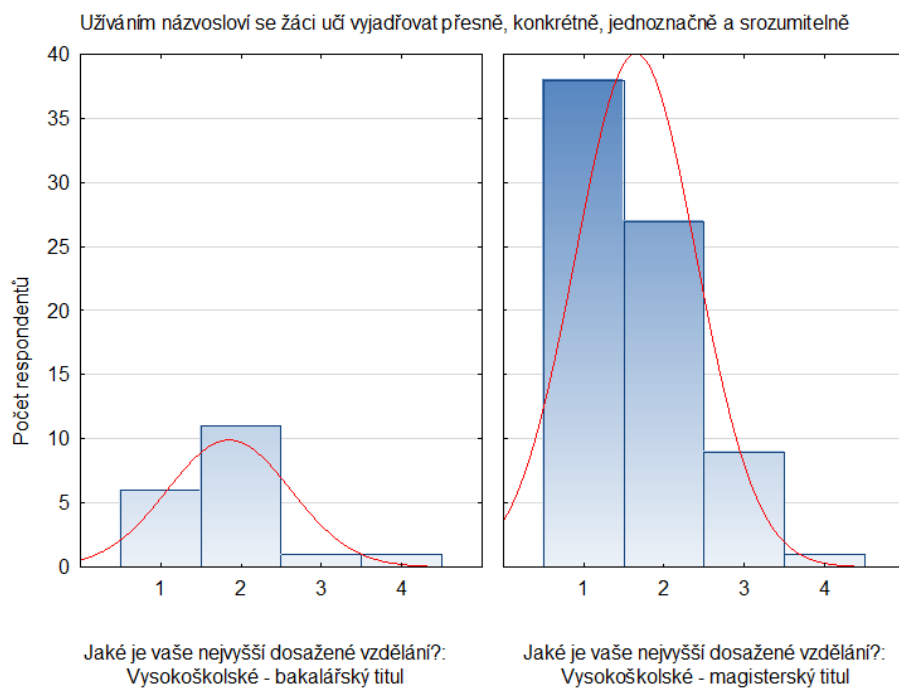 Užíváním názvosloví se žáci učí vyjadřovat přesně, konkrétně, jednoznačně a srozumitelně
Počet respondentů
40
35
30
25
20
15
10
5
0
1 2 3 4
1 2 3 4
Jaké je vaše nejvyšší dosažené vzdělání?:
Vysokoškolské - bakalářský titul
Jaké je vaše nejvyšší dosažené vzdělání?:
Vysokoškolské - magisterský titul